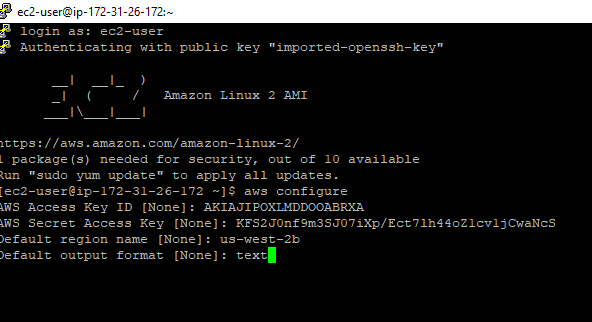 ec2-user@ip-172-31-26-172:~
login as: ec2-user
Authenticating with public key "imported-openssh-key"
__|  __|_  )
_|  (     /   Amazon Linux 2 AMI
___|\___|___|
https://aws.amazon.com/amazon-linux-2/
1 package(s) needed for security, out of 10 available
Run "sudo yum update" to apply all updates.
[ec2-user@ip-172-31-26-172 ~]$ aws configure
AWS Access Key ID [None]: AKIAJIPOXLMDDOOABRXA
AWS Secret Access Key [None]:
Default region name [None]: us-west-2b
Default output format [None]: text